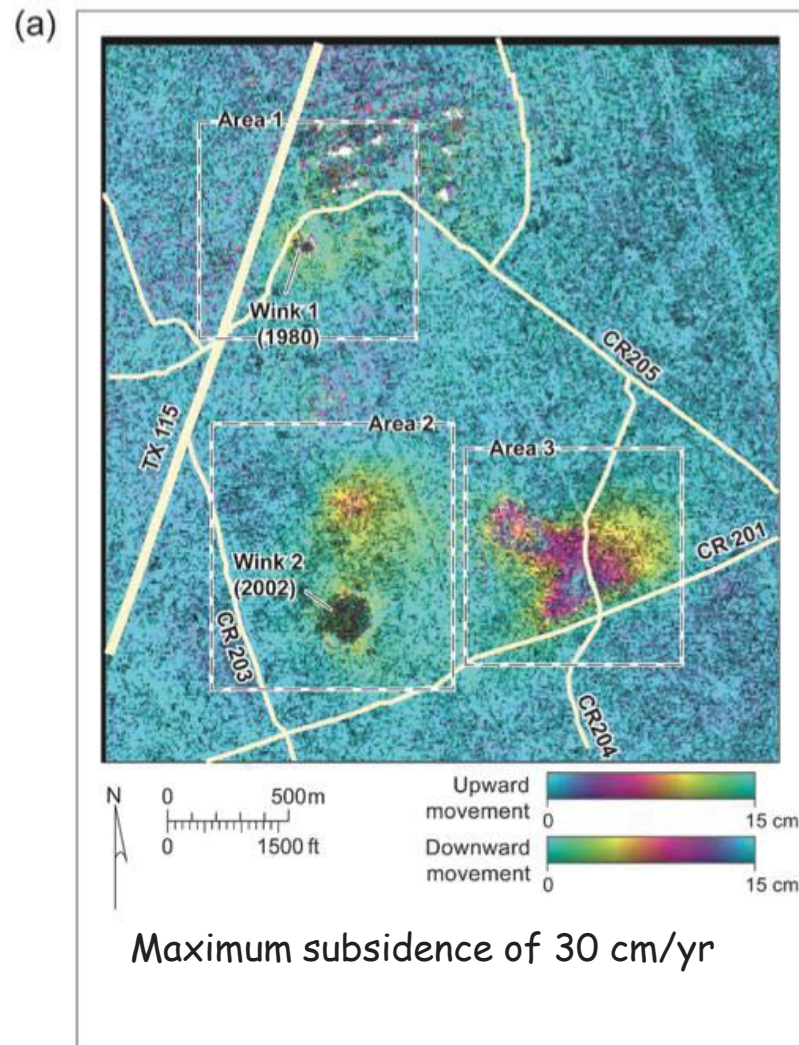 (a)
Area 1
Wink 1
(1980)
CR205
TX 115
Area 2
Area 3
CR 201
Wink 2
(2002)
CR 203
CR204
N
0 500m
0 1500 ft
Upward
movement
0 15 cm
Downward
movement
0 15 cm
Maximum subsidence of 30 cm/yr